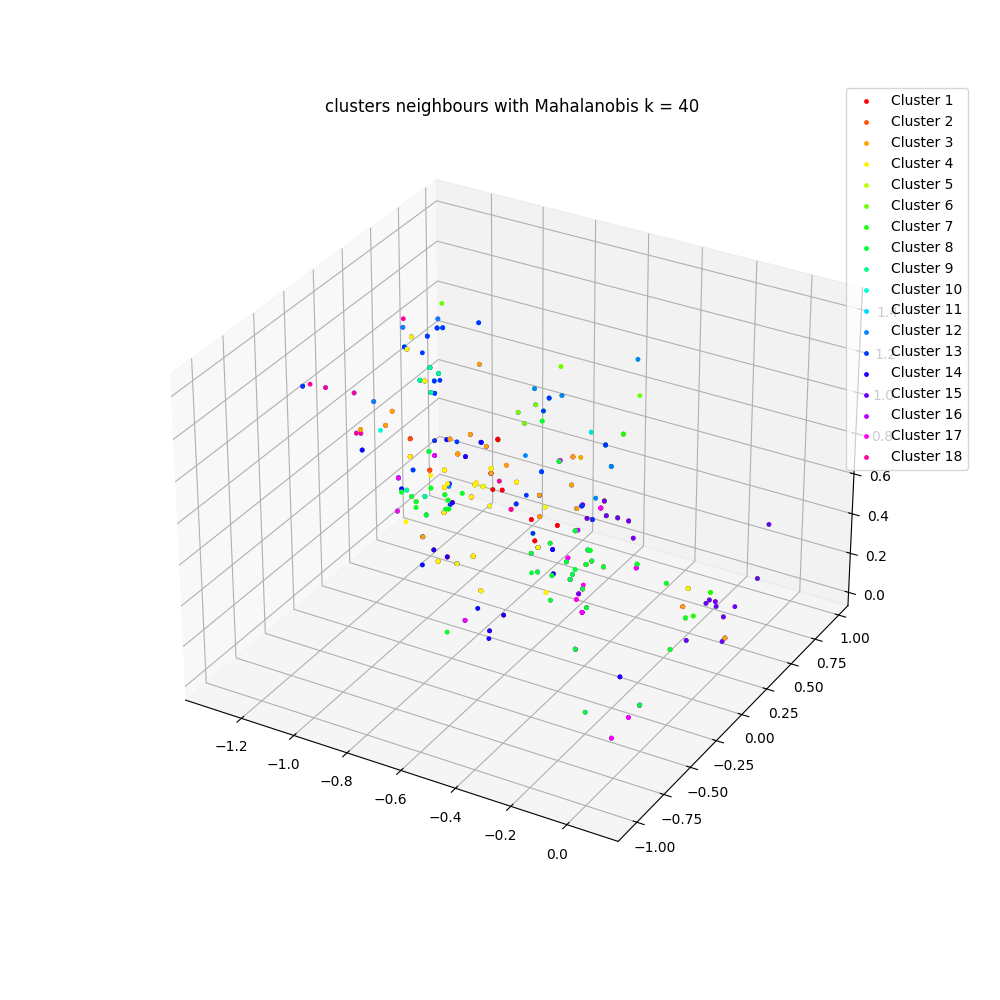 clusters neighbours with Mahalanobis k = 40
Cluster 1
Cluster 2
Cluster 3
Cluster 4
Cluster 5
Cluster 6
Cluster 7
Cluster 8
Cluster 9
Cluster 10
Cluster 11
Cluster 12
Cluster 13
Cluster 14
Cluster 15
Cluster 16
Cluster 17
Cluster 18
1.4
1.2
1.0
0.8
0.6
0.4
0.2
0.0
1.00
0.75
0.50
0.25
0.00
−0.25
−0.50
−0.75
−1.00
−1.2
−1.0
−0.8
−0.6
−0.4
−0.2
0.0